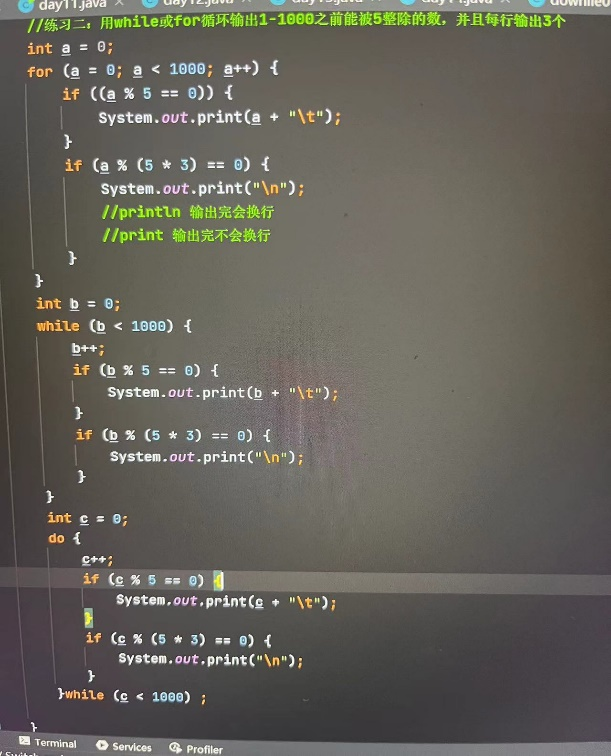 day11.java
//练习二：用while或for循环输出1-1000之前能被5整除的数，并且每行输出3个
int a = 0;
for (a = 0; a < 1000; a++) {
if ((a % 5 == 0)) {
System.out.print(a + "\t");
}
if (a % (5 * 3) == 0) {
System.out.print("\n");
//println 输出完会换行
//print 输出完不会换行
}
}
int b = 0;
while (b < 1000) {
b++;
if (b % 5 == 0) {
System.out.print(b + "\t");
}
if (b % (5 * 3) == 0) {
System.out.print("\n");
}
}
int c = 0;
do {
c++;
if (c % 5 == 0) {
System.out.print(c + "\t");
}
if (c % (5 * 3) == 0) {
System.out.print("\n");
}
}while (c < 1000) ;
}
Terminal Services Profiler